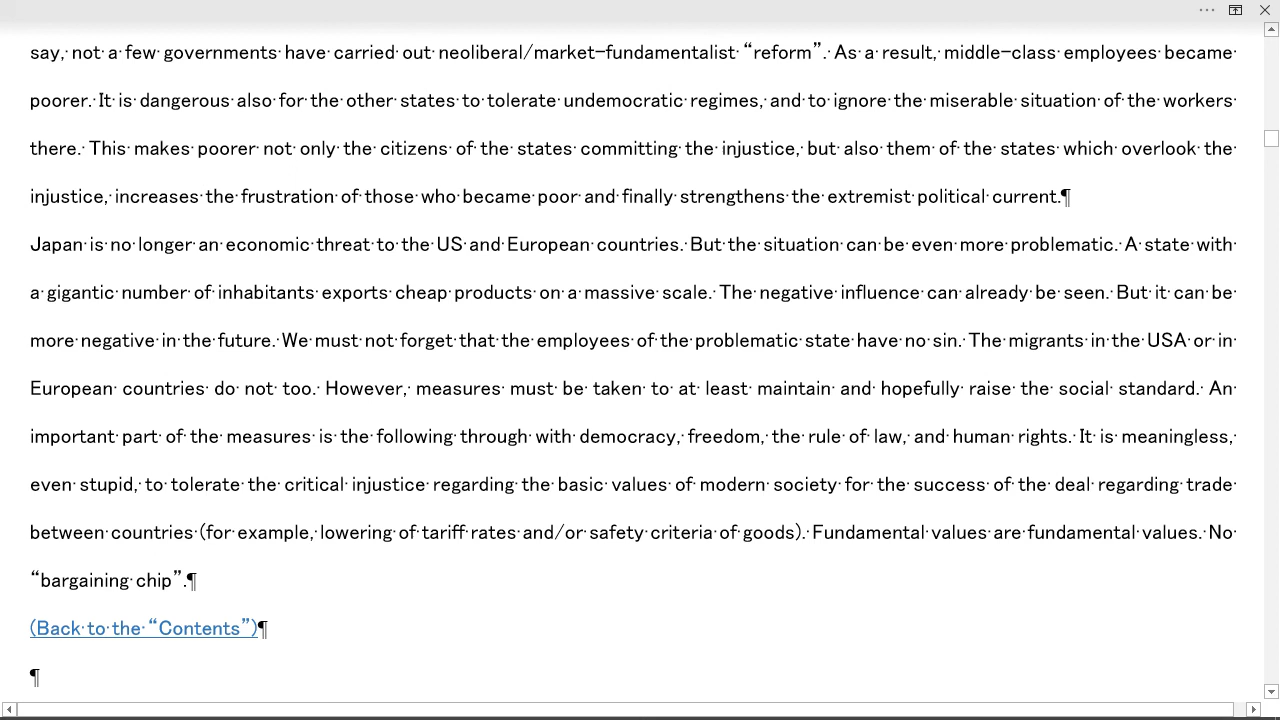 say, not a few governments have carried out neoliberal/market-fundamentalist “reform”. As a result, middle-class employees became
poorer. It is dangerous also for the other states to tolerate undemocratic regimes, and to ignore the miserable situation of the workers
there. This makes poorer not only the citizens of the states committing the injustice, but also them of the states which overlook the
injustice, increases the frustration of those who became poor and finally strengthens the extremist political current.¶
Japan is no longer an economic threat to the US and European countries. But the situation can be even more problematic. A state with
a gigantic number of inhabitants exports cheap products on a massive scale. The negative influence can already be seen. But it can be
more negative in the future. We must not forget that the employees of the problematic state have no sin. The migrants in the USA or in
European countries do not too. However, measures must be taken to at least maintain and hopefully raise the social standard. An
important part of the measures is the following through with democracy, freedom, the rule of law, and human rights. It is meaningless,
even stupid, to tolerate the critical injustice regarding the basic values of modern society for the success of the deal regarding trade
between countries (for example, lowering of tariff rates and/or safety criteria of goods). Fundamental values are fundamental values. No
“bargaining chip”.¶
(Back to the “Contents”)¶
¶